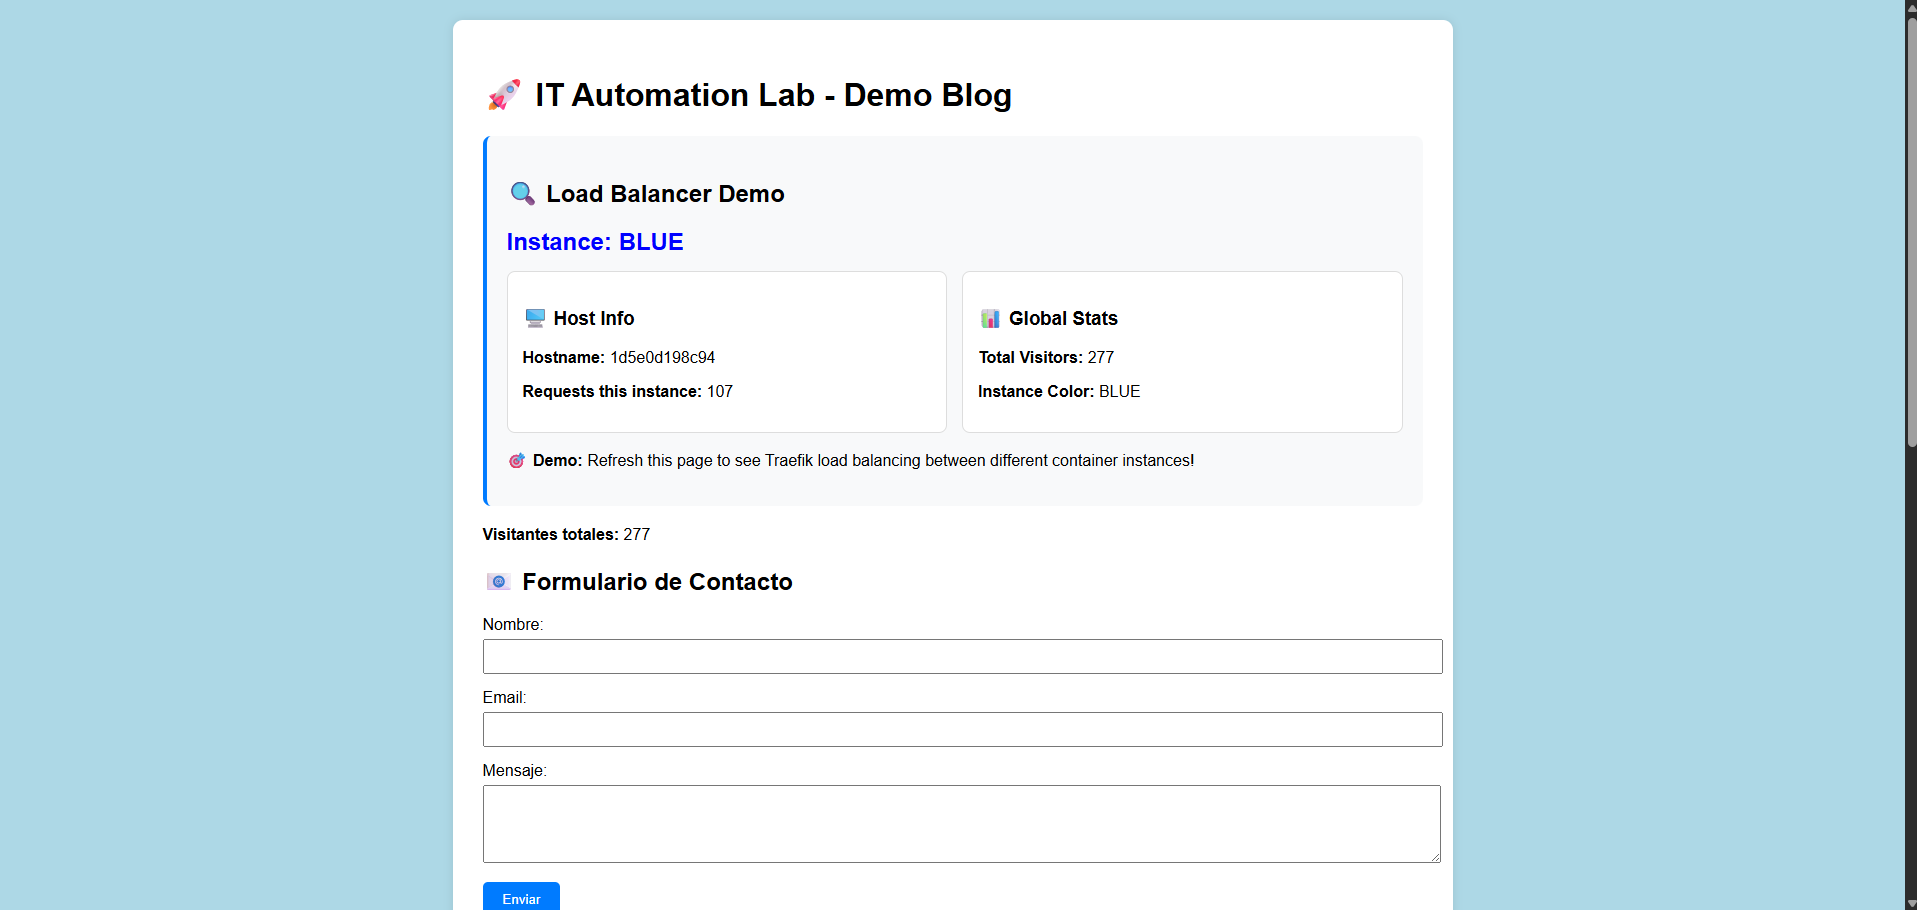 🚀 IT Automation Lab - Demo Blog
🔍 Load Balancer Demo
Instance: BLUE
🖥️ Host Info
Hostname: 1d5e0d198c94
Requests this instance: 107
📊 Global Stats
Total Visitors: 277
Instance Color: BLUE
🎯 Demo: Refresh this page to see Traefik load balancing between different container instances!
Visitantes totales: 277
📧 Formulario de Contacto
Nombre:
Email:
Mensaje:
Enviar